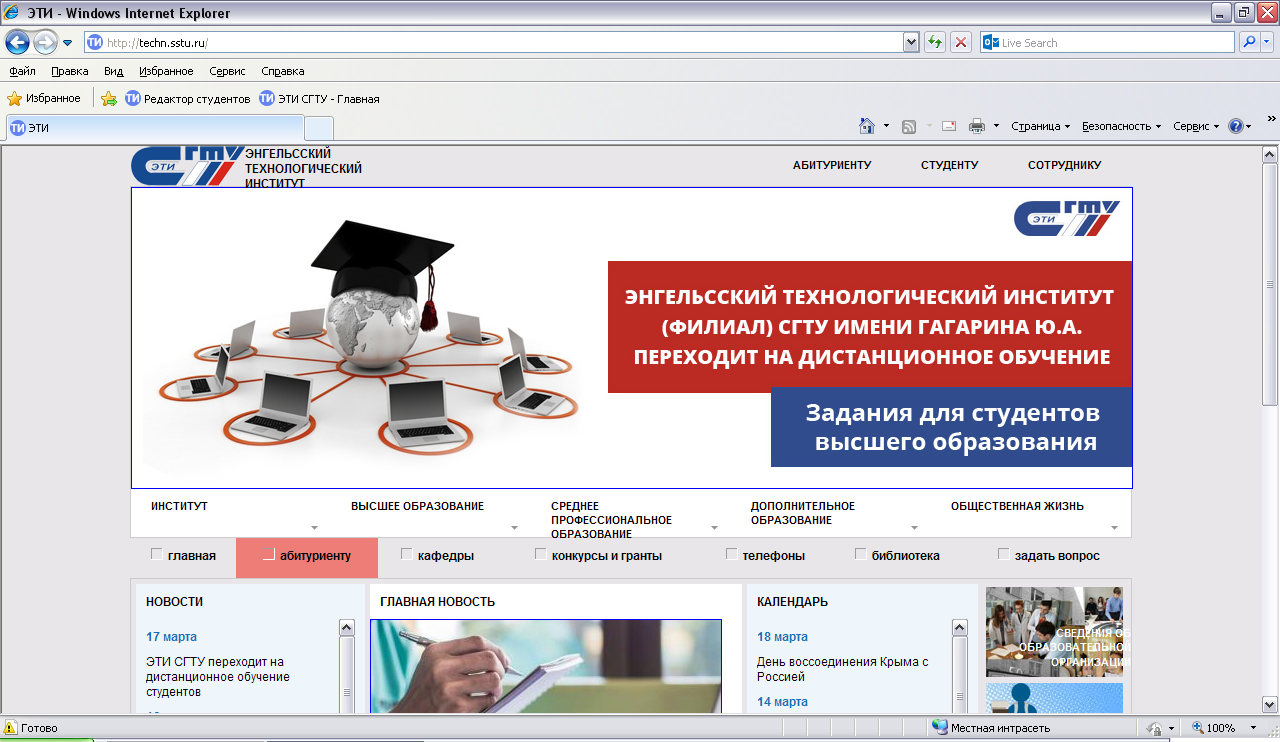 ЭТИ - Windows Internet Explorer
http://techn.sstu.ru/
Live Search
Файл Правка Вид Избранное Сервис Справка
Избранное Редактор студентов ЭТИ СГТУ - Главная
ЭТИ
Страница Безопасность Сервис
ЭТИ СГТУ
ЭНГЕЛЬССКИЙ
ТЕХНОЛОГИЧЕСКИЙ
ИНСТИТУТ
АБИТУРИЕНТУ СТУДЕНТУ СОТРУДНИКУ
ЭТИ СГТУ
ЭНГЕЛЬССКИЙ ТЕХНОЛОГИЧЕСКИЙ ИНСТИТУТ
(ФИЛИАЛ) СГТУ ИМЕНИ ГАГАРИНА Ю.А.
ПЕРЕХОДИТ НА ДИСТАНЦИОННОЕ ОБУЧЕНИЕ
Задания для студентов
высшего образования
ИНСТИТУТ
ВЫСШЕЕ ОБРАЗОВАНИЕ
СРЕДНЕЕ
ПРОФЕССИОНАЛЬНОЕ
ОБРАЗОВАНИЕ
ДОПОЛНИТЕЛЬНОЕ
ОБРАЗОВАНИЕ
ОБЩЕСТВЕННАЯ ЖИЗНЬ
главная абитуриенту кафедры конкурсы и гранты телефоны библиотека задать вопрос
НОВОСТИ
17 марта
ЭТИ СГТУ переходит на
дистанционное обучение
студентов
ГЛАВНАЯ НОВОСТЬ
КАЛЕНДАРЬ
18 марта
День воссоединения Крыма с
Россией
14 марта
СВЕДЕНИЯ ОБ
ОБРАЗОВАТЕЛЬНОЙ
ОРГАНИЗАЦИИ
Готово
Местная интрасеть
100%